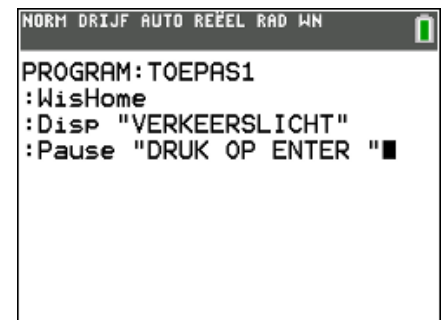 NORM DRIJF AUTO REËEL RAD WN
PROGRAM:TOEPAS1
:WisHome
:Disp "VERKEERSLICHT"
:Pause "DRUK OP ENTER "